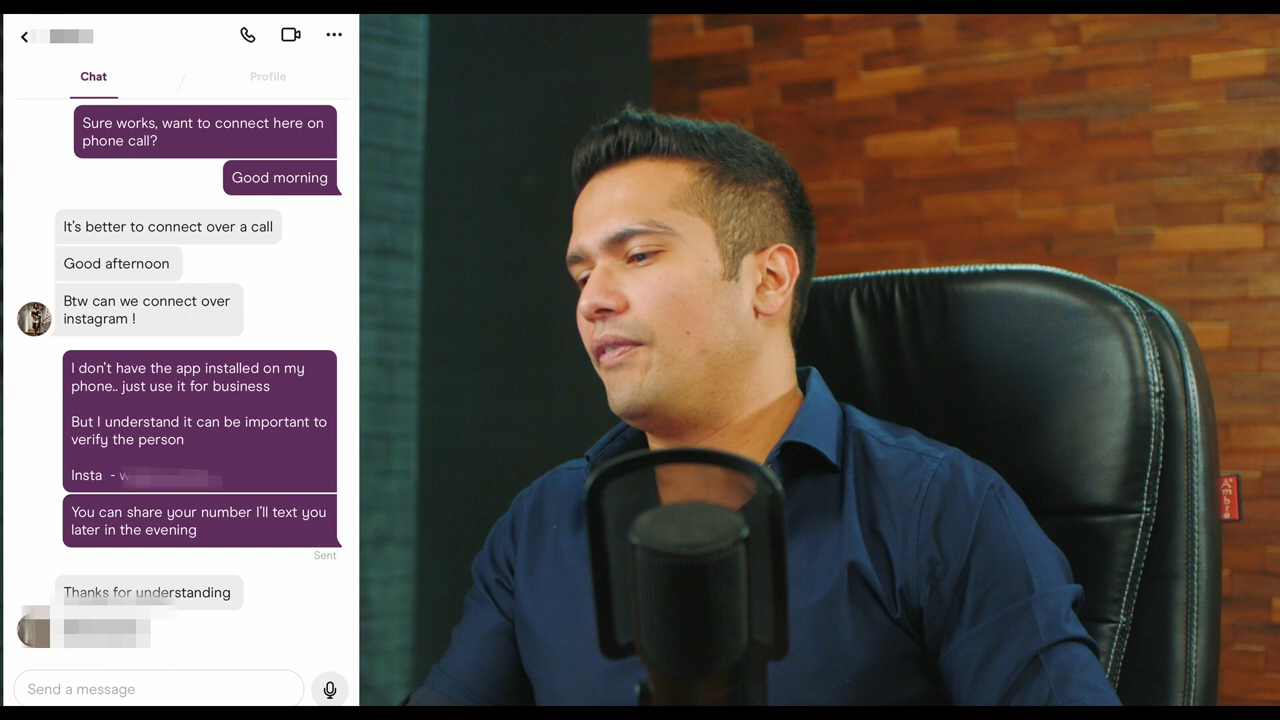 Chat
Profile
Sure works, want to connect here on
phone call?
Good morning
It's better to connect over a call
Good afternoon
Btw can we connect over
instagram !
I don't have the app installed on my
phone.. just use it for business
But I understand it can be important to
verify the person
Insta - w
You can share your number I'll text you
later in the evening
Sent
Thanks for understanding
Send a message
Ambra